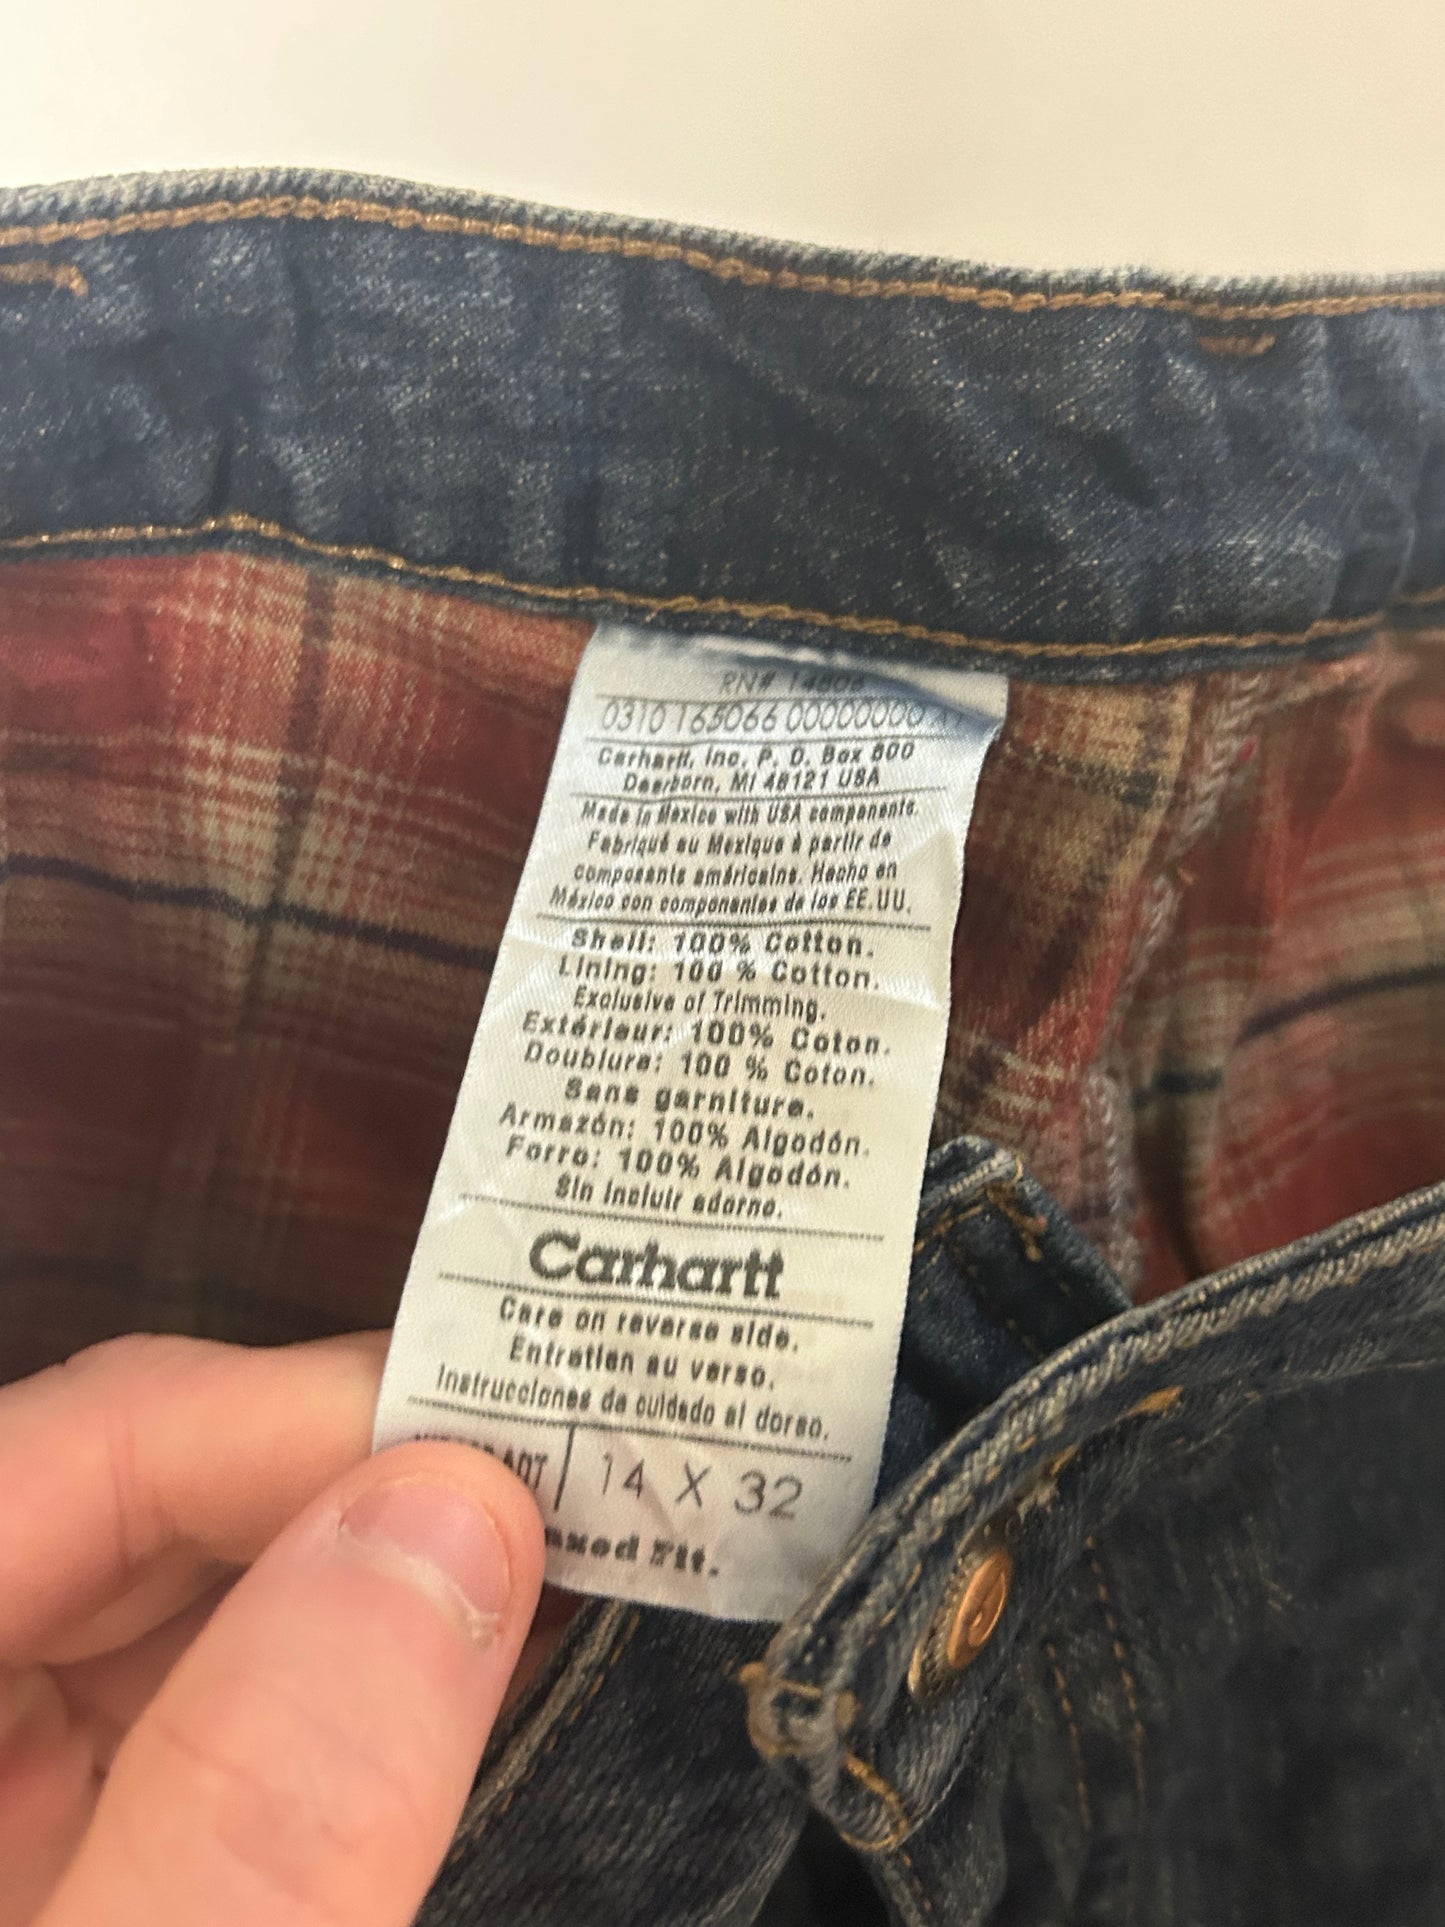 RN# 14806
0310 165066 00000000
Carhartt, Inc. P. O. Box 600
Dearborn, MI 48121 USA
Made in Mexico with USA components.
Fabriqué au Mexique à partir de
composants américains. Hecho en
México con componentes de los EE.UU.
Shell: 100% Cotton.
Lining: 100 % Cotton.
Exclusive of Trimming.
Extérieur: 100% Coton.
Doublure: 100 % Coton.
Sans garniture.
Armazón: 100% Algodón.
Forro: 100% Algodón.
Sin incluir adorno.
Carhartt
Care on reverse side.
Entretien au verso.
Instrucciones de cuidado al dorso.
14 X 32
Fit.